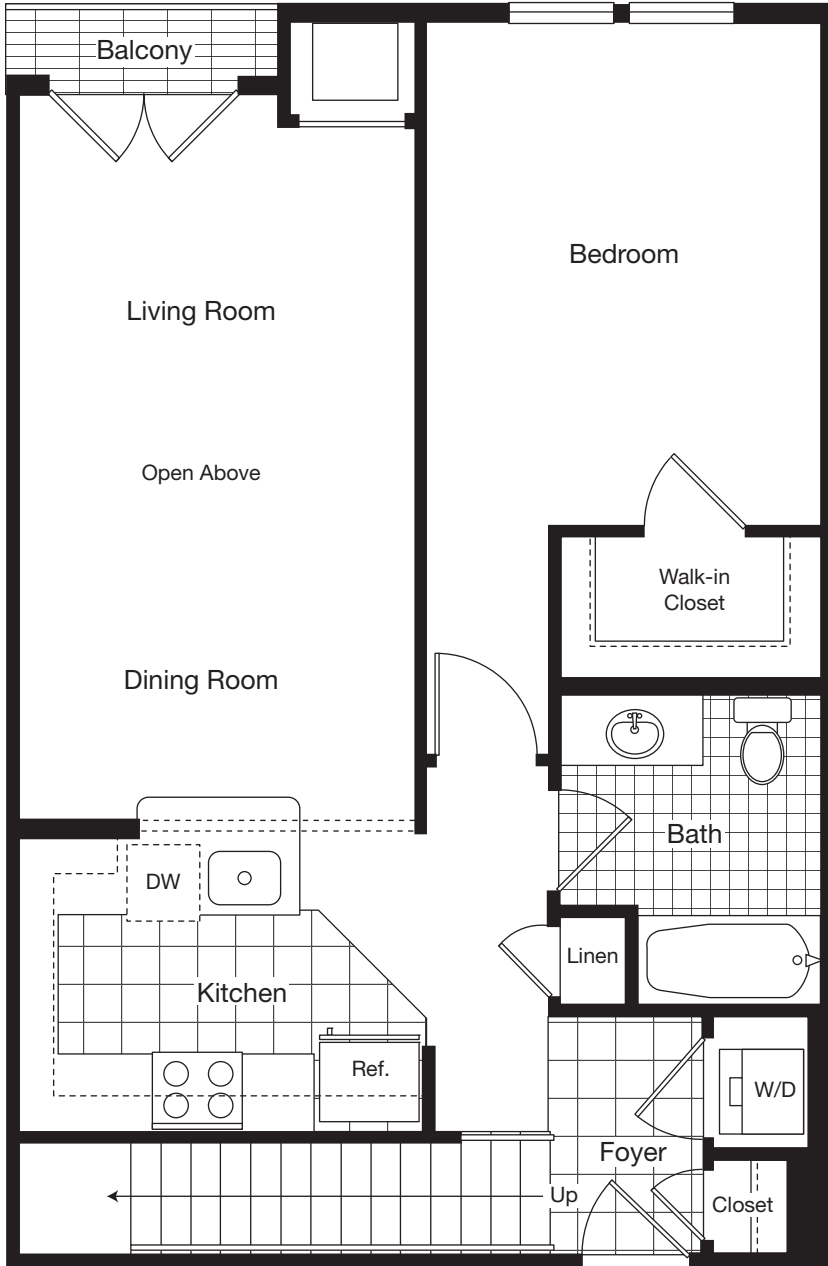 Balcony
Bedroom
Living Room
Open Above
Walk-in
Closet
Dining Room
Bath
DW
Linen
Kitchen
Ref.
W/D
Foyer
Up
Closet